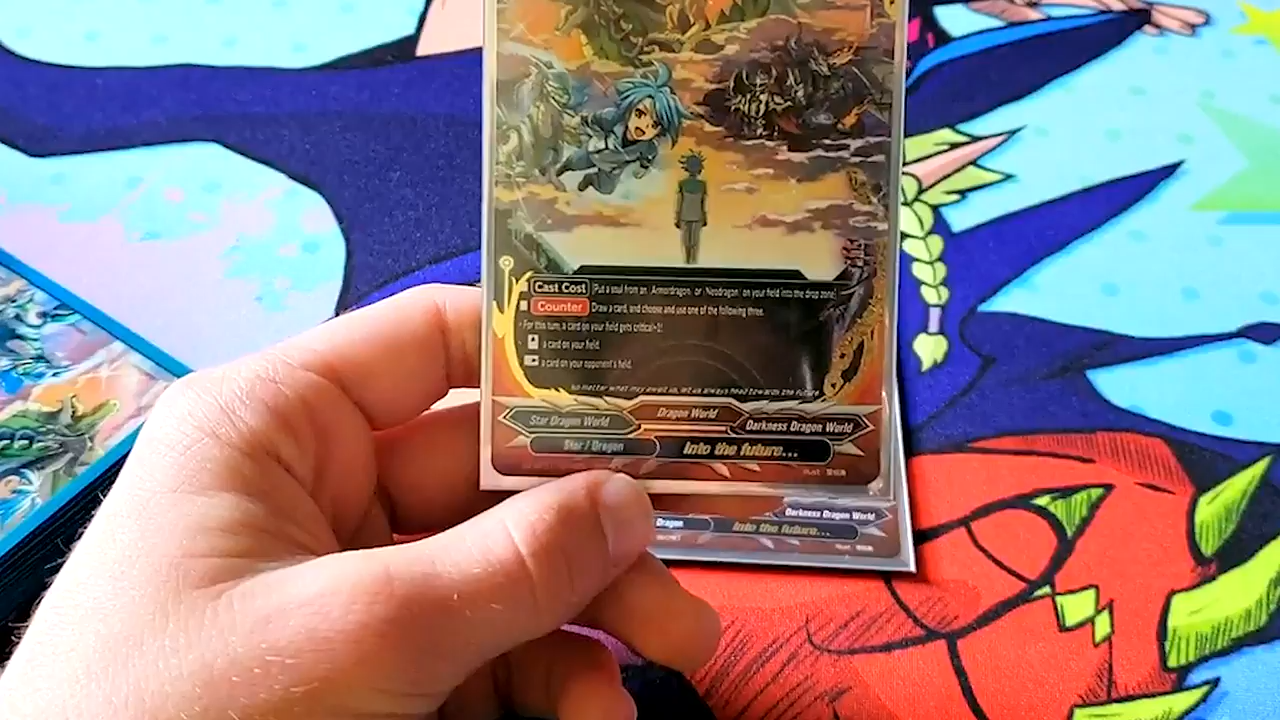 Cast Cost [Put a soul from an 《Armordragon》 or 《Neodragon》 on your field into the drop zone]
Counter Draw a card, and choose and use one of the following three.
・For this turn, a card on your field gets critical+1!
・ a card on your field.
・ a card on your opponent's field.
No matter what may await us, let us always head towards the future
Star Dragon World
Dragon World
Darkness Dragon World
Star / Dragon
Into the future...
Illust
Darkness Dragon World
Dragon
Into the future...
Illust